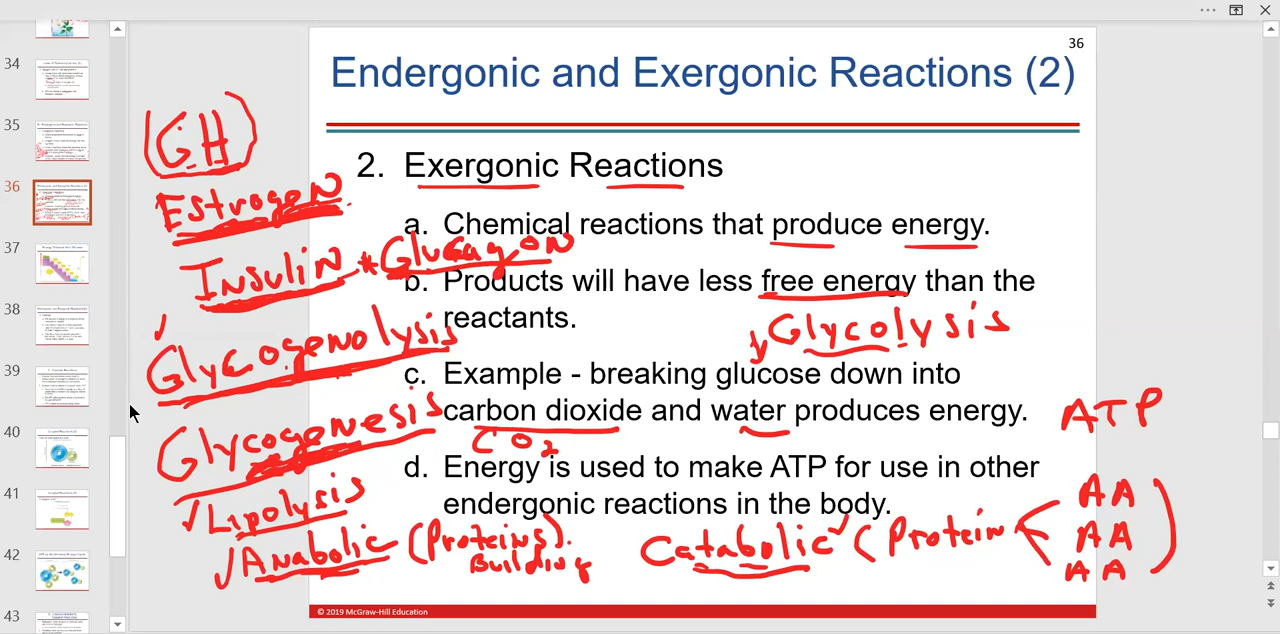 36
Endergonic and Exergonic Reactions (2)
34
35
36
37
38
39
40
41
42
43
(GH)
Estrogen
Insulin * Glucagon
Glycogenolysis
Glycogenesis
Lipolysis
Anabolic (Proteins).
Building
2. Exergonic Reactions
a. Chemical reactions that produce energy.
b. Products will have less free energy than the
reactants.
Glycolysis
c. Example - breaking glucose down into
carbon dioxide and water produces energy.
CO2
ATP
d. Energy is used to make ATP for use in other
endergonic reactions in the body.
Catabolic (Protein < AA
AA
AA)
© 2019 McGraw-Hill Education